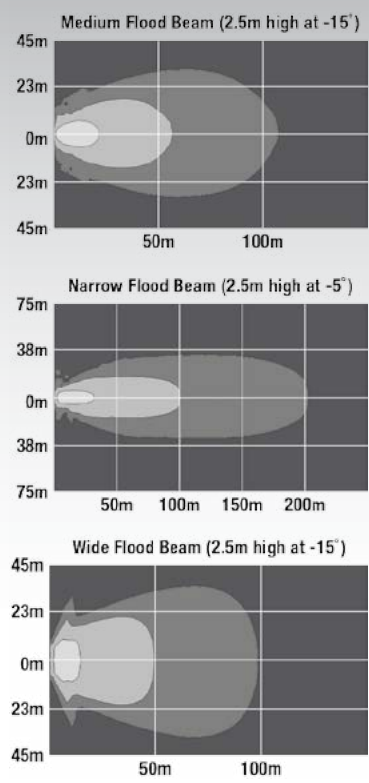 Medium Flood Beam (2.5m high at -15°)
45m
23m
0m
23m
45m
50m 100m
Narrow Flood Beam (2.5m high at -5°)
75m
38m
0m
38m
75m
50m 100m 150m 200m
Wide Flood Beam (2.5m high at -15°)
45m
23m
0m
23m
45m
50m 100m